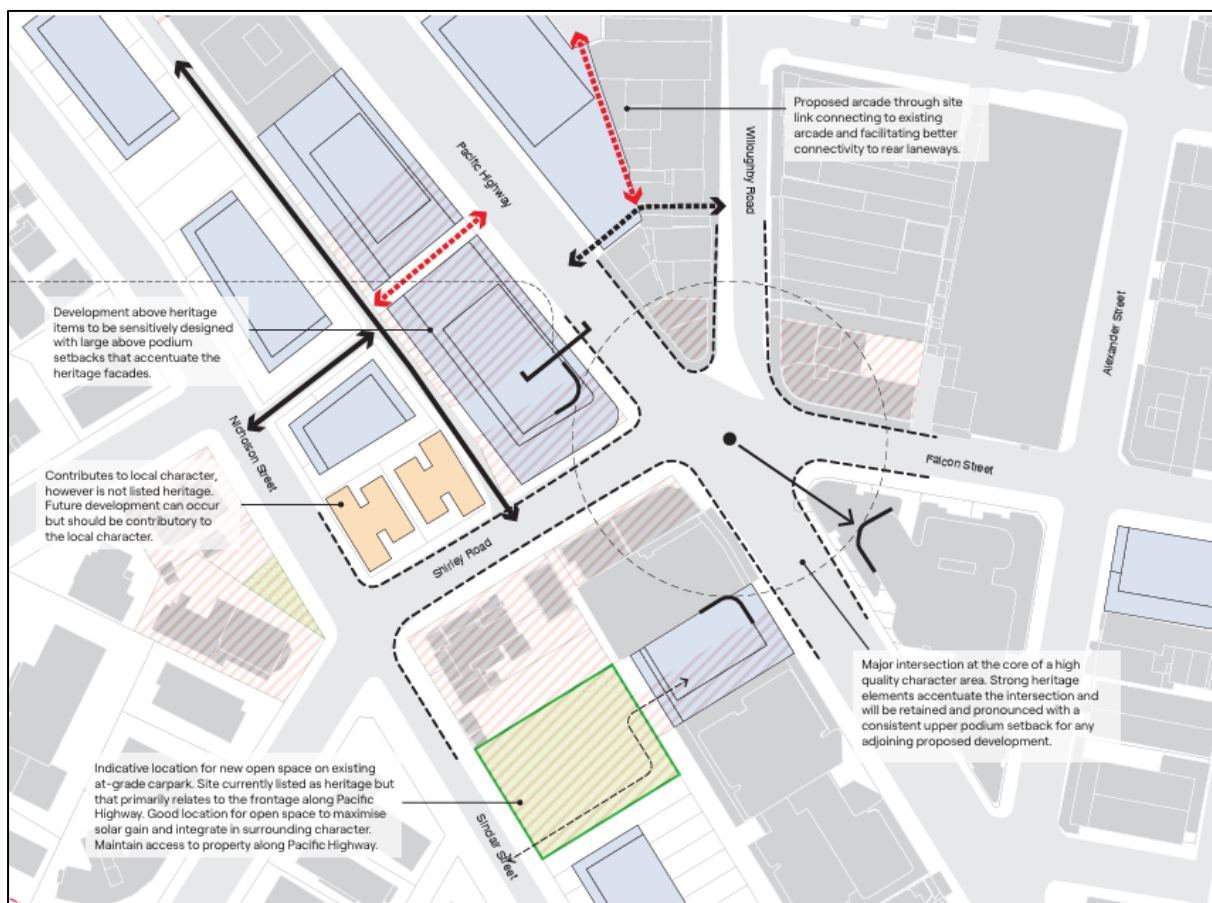 Proposed arcade through site
link connecting to existing
arcade and facilitating better
connectivity to rear laneways.
Pacific Highway
Willoughby Road
Alexander Street
Development above heritage
items to be sensitively designed
with large above podium
setbacks that accentuate the
heritage facades.
Nicholson Street
Falcon Street
Contributes to local character,
however is not listed heritage.
Future development can occur
but should be contributory to
the local character.
Shirley Road
Major intersection at the core of a high
quality character area. Strong heritage
elements accentuate the intersection and
will be retained and pronounced with a
consistent upper podium setback for any
adjoining proposed development.
Indicative location for new open space on existing
at-grade carpark. Site currently listed as heritage but
that primarily relates to the frontage along Pacific
Highway. Good location for open space to maximise
solar gain and integrate in surrounding character.
Maintain access to property along Pacific Highway.
Sinclair Street